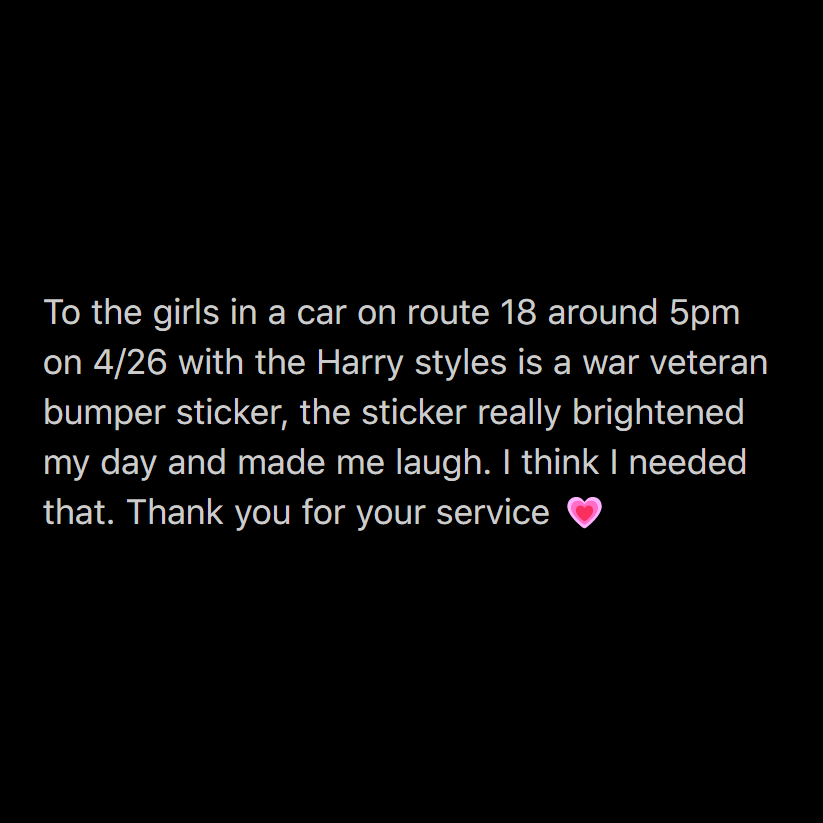 To the girls in a car on route 18 around 5pm
on 4/26 with the Harry styles is a war veteran
bumper sticker, the sticker really brightened
my day and made me laugh. I think I needed
that. Thank you for your service 💗